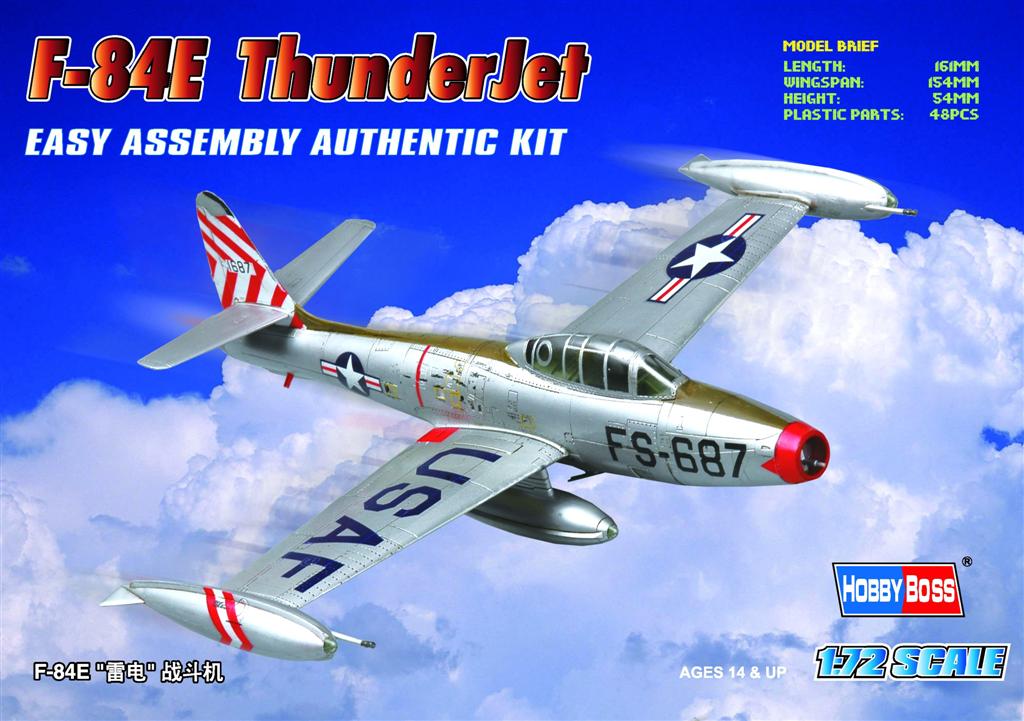 F-84E ThunderJet
EASY ASSEMBLY AUTHENTIC KIT
MODEL BRIEF
LENGTH: 161MM
WINGSPAN: 154MM
HEIGHT: 54MM
PLASTIC PARTS: 48PCS
1687
FS-687
USAF
HOBBY BOSS ®
F-84E "雷电" 战斗机
AGES 14 & UP
1:72 SCALE